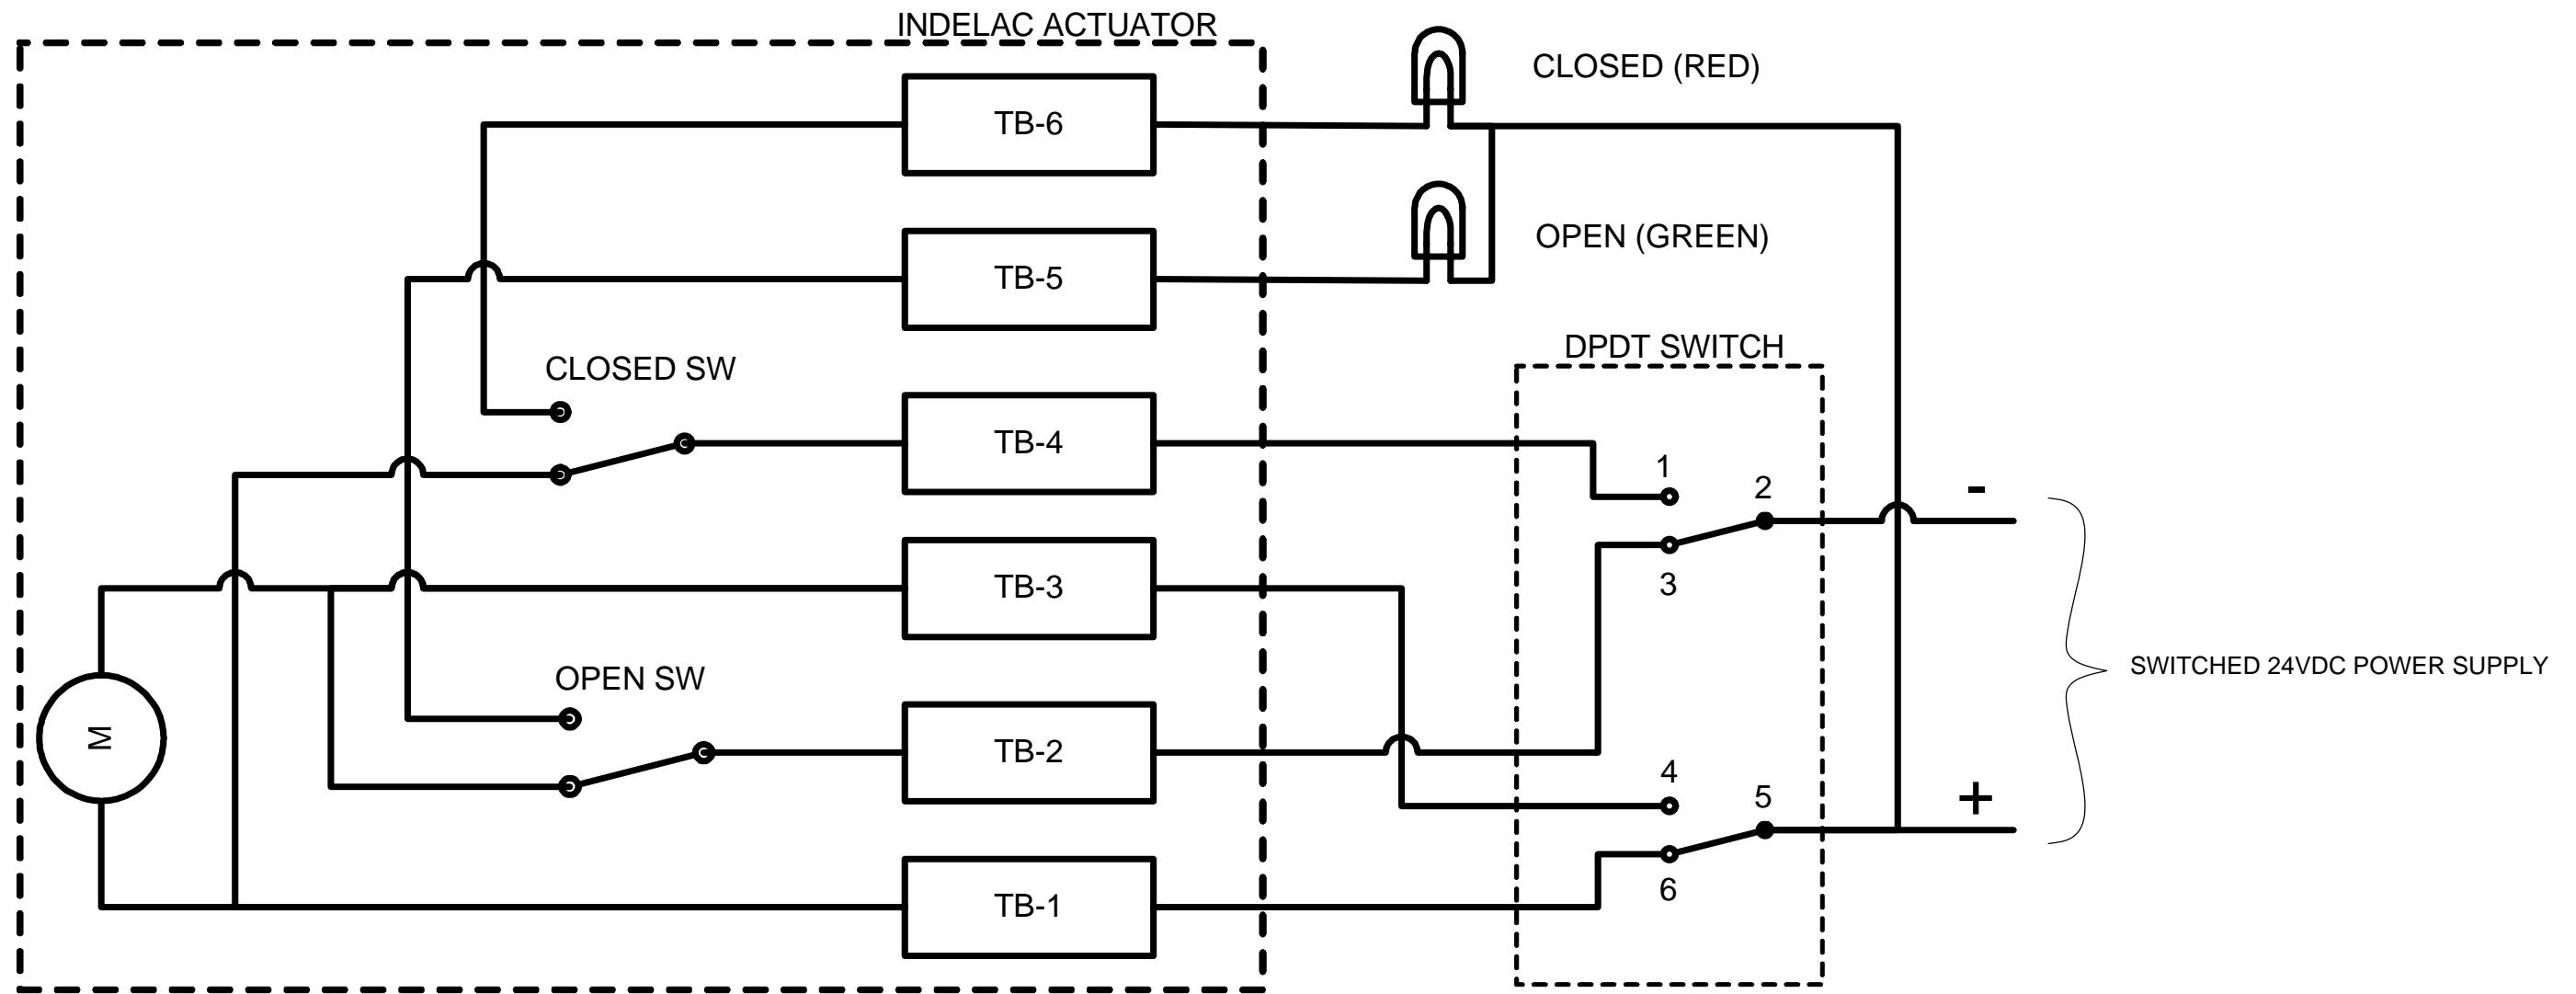 INDELAC ACTUATOR
CLOSED (RED)
TB-6
OPEN (GREEN)
TB-5
DPDT SWITCH
CLOSED SW
TB-4
1
2
-
3
TB-3
SWITCHED 24VDC POWER SUPPLY
OPEN SW
M
TB-2
4
5
+
6
TB-1